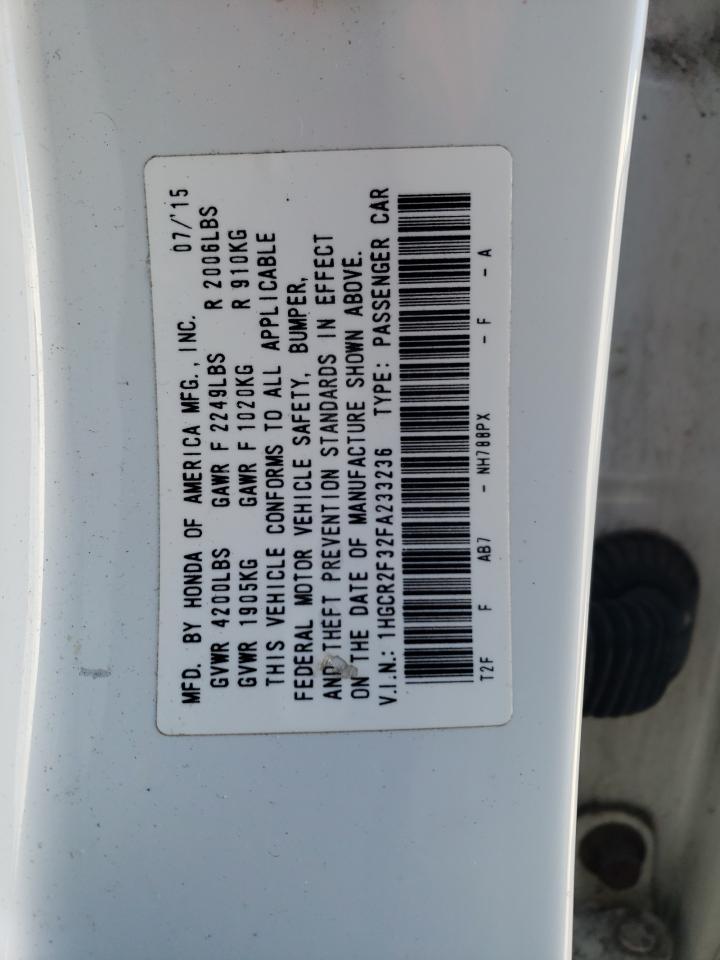 MFD. BY HONDA OF AMERICA MFG., INC. 07/'15
GVWR 4200LBS GAWR F 2249LBS R 2006LBS
GVWR 1905KG GAWR F 1020KG R 910KG
THIS VEHICLE CONFORMS TO ALL APPLICABLE
FEDERAL MOTOR VEHICLE SAFETY, BUMPER,
AND THEFT PREVENTION STANDARDS IN EFFECT
ON THE DATE OF MANUFACTURE SHOWN ABOVE.
V.I.N.: 1HGCR2F32FA233236 TYPE: PASSENGER CAR
T2F F AB7 - NH788PX - F - A